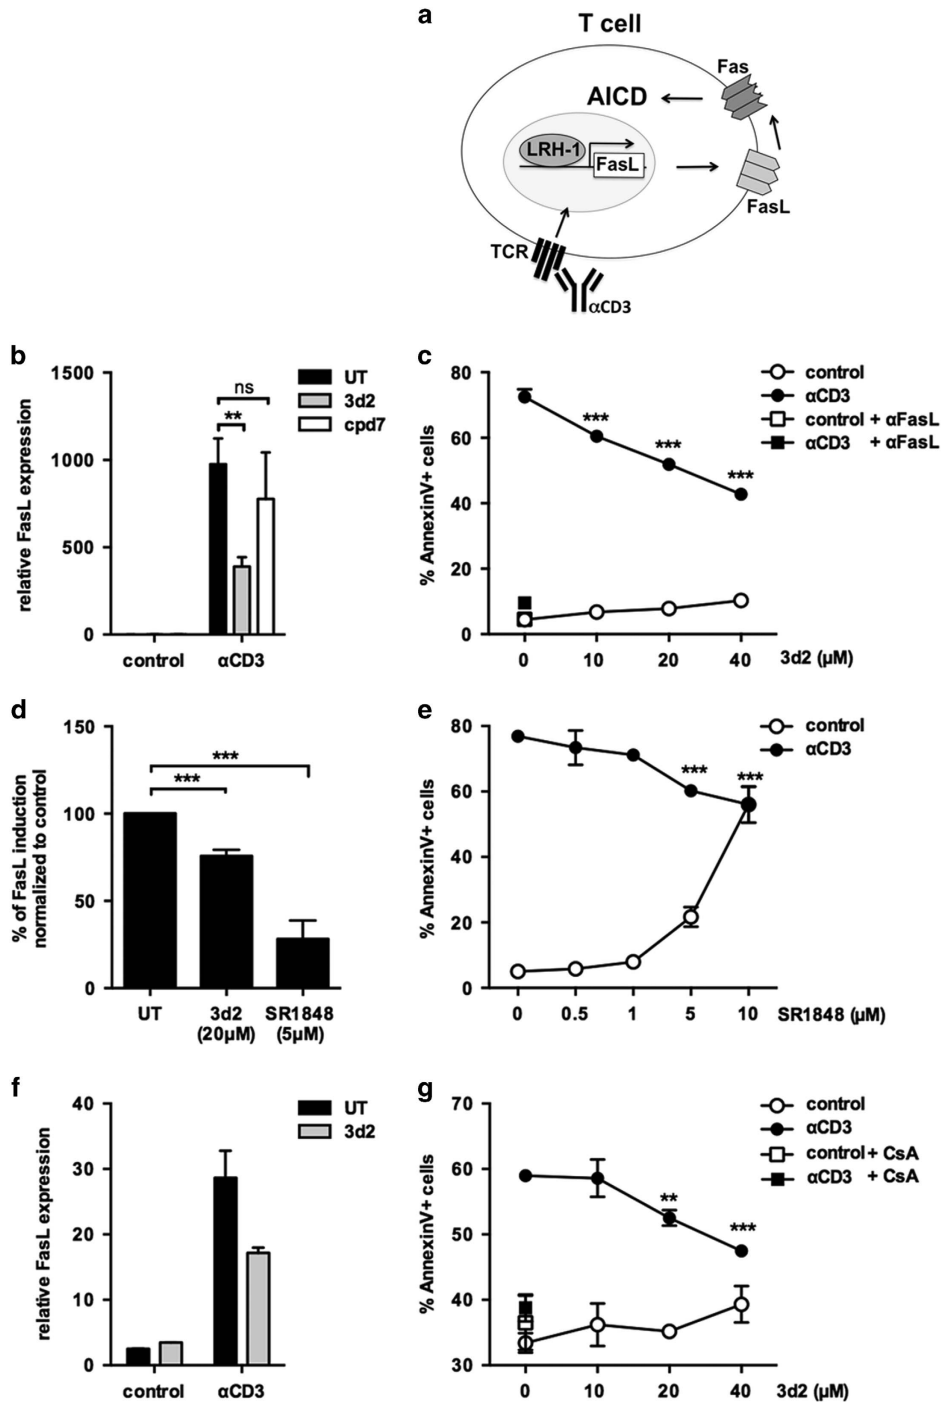 a
T cell
Fas
AICD
LRH-1
FasL
FasL
TCR
αCD3
b
1500
1000
500
0
relative FasL expression
ns
**
UT
3d2
cpd7
control
αCD3
c
80
60
40
20
0
% AnnexinV+ cells
***
***
***
control
αCD3
control + αFasL
αCD3 + αFasL
0 10 20 40 3d2 (µM)
d
150
100
50
0
% of FasL induction
normalized to control
***
***
UT
3d2
(20µM)
SR1848
(5µM)
e
80
60
40
20
0
% AnnexinV+ cells
***
***
control
αCD3
0 0.5 1 5 10 SR1848 (µM)
f
40
30
20
10
0
relative FasL expression
UT
3d2
control
αCD3
g
70
60
50
40
30
% AnnexinV+ cells
**
***
control
αCD3
control + CsA
αCD3 + CsA
0 10 20 40 3d2 (µM)